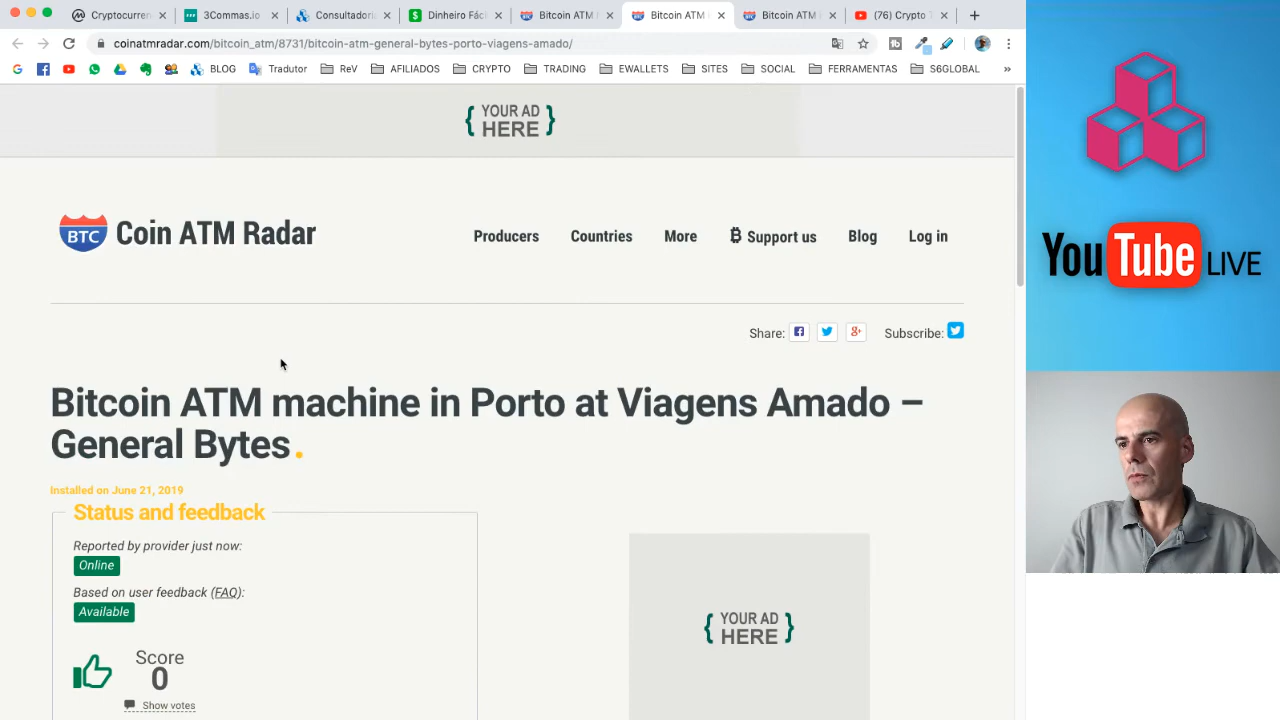 Cryptocurren
3Commas.io
Consultadoria
Dinheiro Fác
Bitcoin ATM
Bitcoin ATM
Bitcoin ATM
(76) Crypto
coinatmradar.com/bitcoin_atm/8731/bitcoin-atm-general-bytes-porto-viagens-amado/
BLOG
Tradutor
ReV
AFILIADOS
CRYPTO
TRADING
EWALLETS
SITES
SOCIAL
FERRAMENTAS
S6GLOBAL
»
{ YOUR AD HERE }
BTC Coin ATM Radar
Producers
Countries
More
Support us
Blog
Log in
Share:
Subscribe:
Bitcoin ATM machine in Porto at Viagens Amado –
General Bytes.
Installed on June 21, 2019
Status and feedback
Reported by provider just now:
Online
Based on user feedback (FAQ):
Available
Score
0
Show votes
{ YOUR AD HERE }
YouTube LIVE